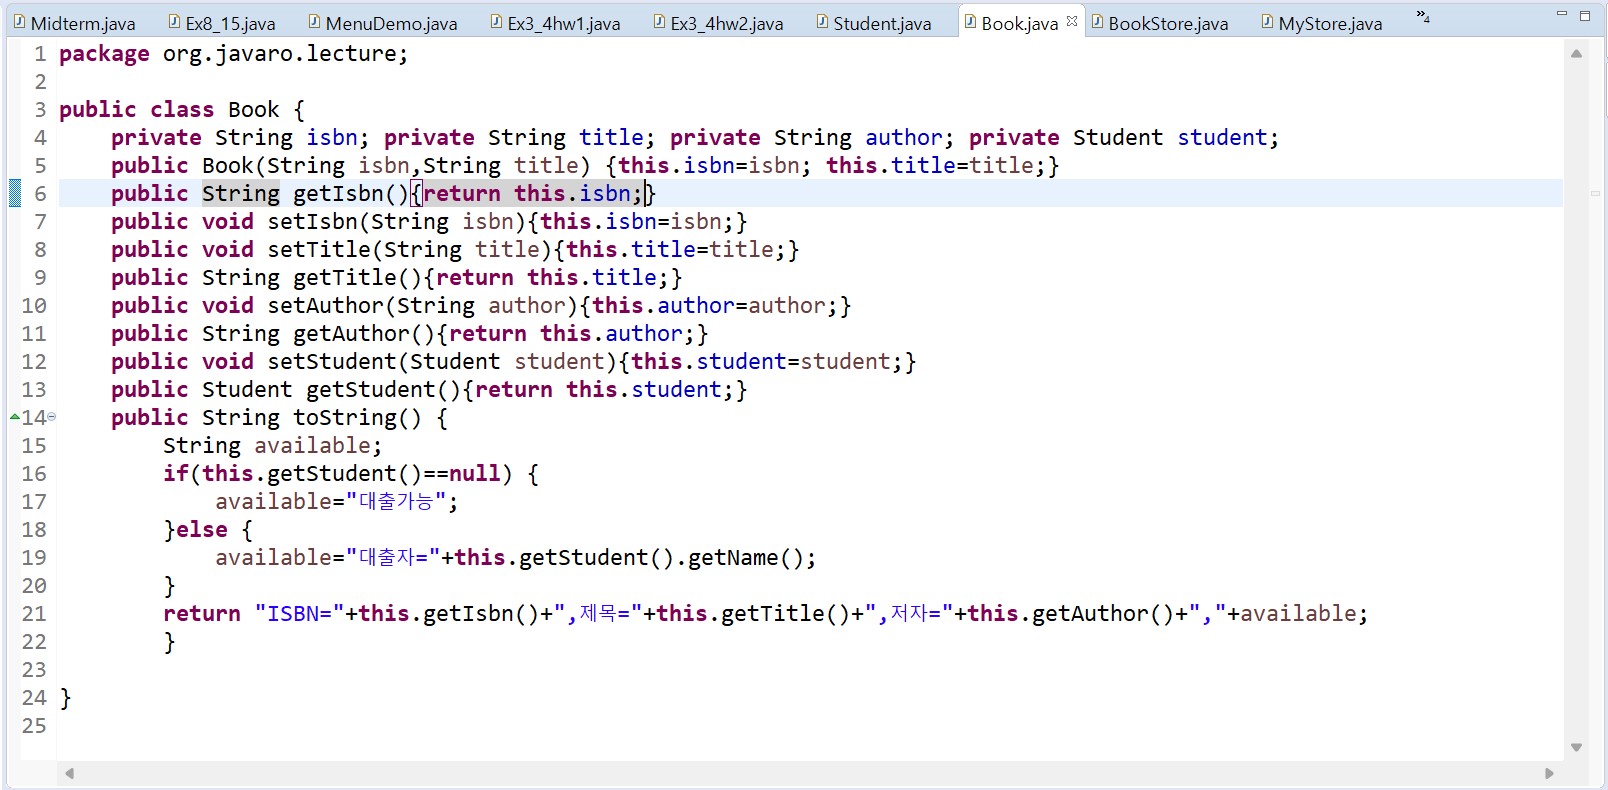 Midterm.java Ex8_15.java MenuDemo.java Ex3_4hw1.java Ex3_4hw2.java Student.java Book.java BookStore.java MyStore.java »4
1 package org.javaro.lecture;
2
3 public class Book {
4     private String isbn; private String title; private String author; private Student student;
5     public Book(String isbn,String title) {this.isbn=isbn; this.title=title;}
6     public String getIsbn(){return this.isbn;}
7     public void setIsbn(String isbn){this.isbn=isbn;}
8     public void setTitle(String title){this.title=title;}
9     public String getTitle(){return this.title;}
10     public void setAuthor(String author){this.author=author;}
11     public String getAuthor(){return this.author;}
12     public void setStudent(Student student){this.student=student;}
13     public Student getStudent(){return this.student;}
14     public String toString() {
15         String available;
16         if(this.getStudent()==null) {
17             available="대출가능";
18         }else {
19             available="대출자="+this.getStudent().getName();
20         }
21         return "ISBN="+this.getIsbn()+",제목="+this.getTitle()+",저자="+this.getAuthor()+","+available;
22         }
23
24 }
25